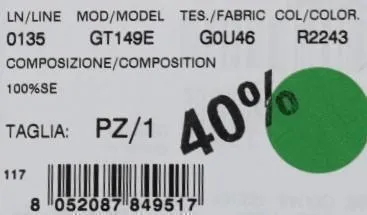 LN/LINE MOD/MODEL TES./FABRIC COL/COLOR.
0135 GT149E G0U46 R2243
COMPOSIZIONE/COMPOSITION
100%SE
TAGLIA: PZ/1
40%
117
8 052087 849517